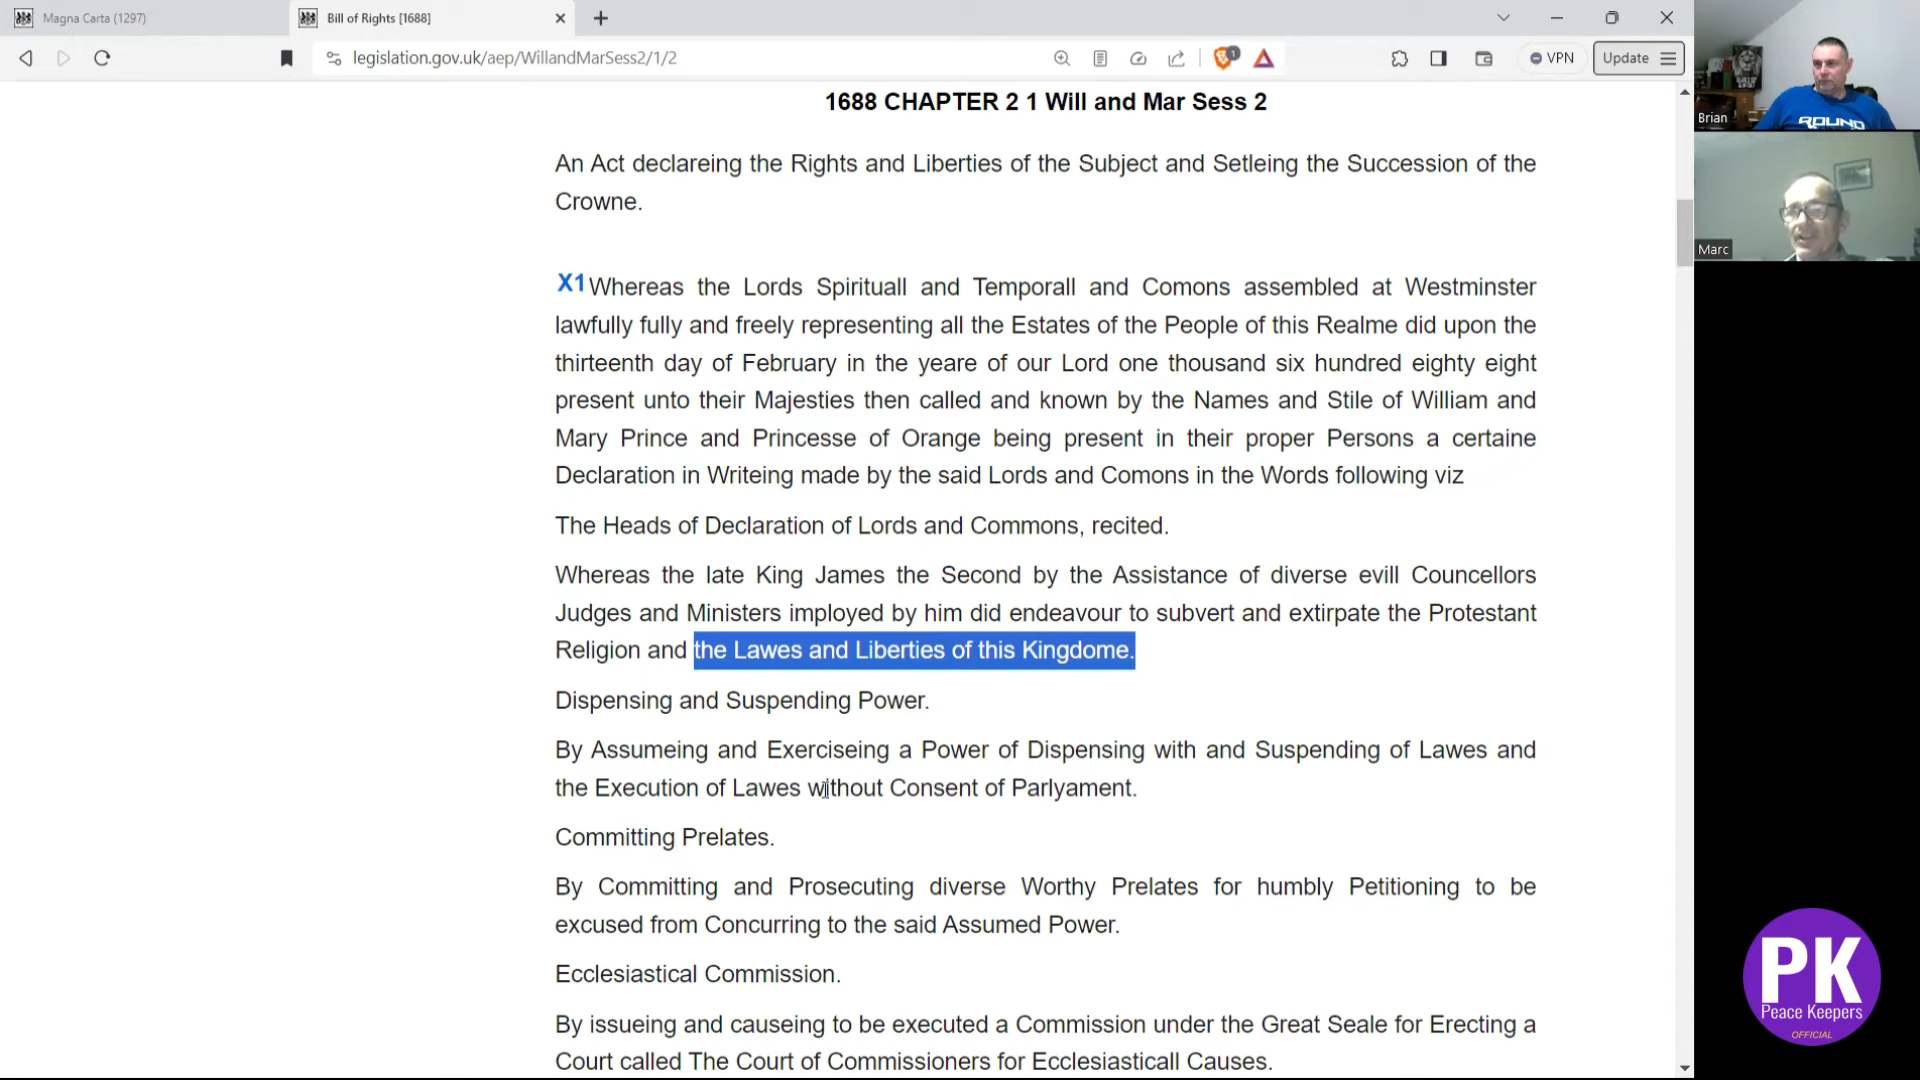 Magna Carta (1297)
Bill of Rights [1688]
legislation.gov.uk/aep/WillandMarSess2/1/2
1
VPN
Update
1688 CHAPTER 2 1 Will and Mar Sess 2
An Act declareing the Rights and Liberties of the Subject and Setleing the Succession of the
Crowne.
X1 Whereas the Lords Spirituall and Temporall and Comons assembled at Westminster
lawfully fully and freely representing all the Estates of the People of this Realme did upon the
thirteenth day of February in the yeare of our Lord one thousand six hundred eighty eight
present unto their Majesties then called and known by the Names and Stile of William and
Mary Prince and Princesse of Orange being present in their proper Persons a certaine
Declaration in Writeing made by the said Lords and Comons in the Words following viz
The Heads of Declaration of Lords and Commons, recited.
Whereas the late King James the Second by the Assistance of diverse evill Councellors
Judges and Ministers imployed by him did endeavour to subvert and extirpate the Protestant
Religion and the Lawes and Liberties of this Kingdome.
Dispensing and Suspending Power.
By Assumeing and Exerciseing a Power of Dispensing with and Suspending of Lawes and
the Execution of Lawes without Consent of Parlyament.
Committing Prelates.
By Committing and Prosecuting diverse Worthy Prelates for humbly Petitioning to be
excused from Concurring to the said Assumed Power.
Ecclesiastical Commission.
By issueing and causeing to be executed a Commission under the Great Seale for Erecting a
Court called The Court of Commissioners for Ecclesiasticall Causes.
ROUND
Brian
Marc
PK
Peace Keepers
OFFICIAL